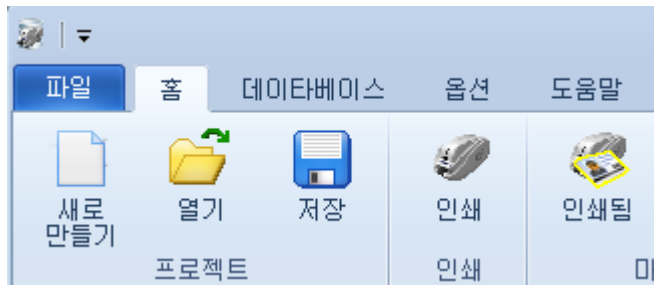 파일 홈 데이타베이스 옵션 도움말
새로 만들기 열기 저장 인쇄 인쇄됨
프로젝트 인쇄